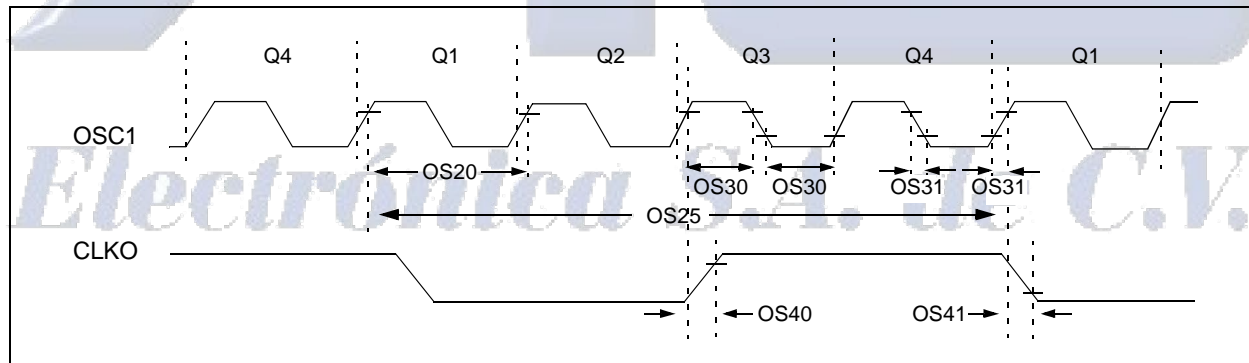 Q4 Q1 Q2 Q3 Q4 Q1
OSC1
OS20 OS30 OS30 OS31 OS31
OS25
Electrónica S.A. de C.V.
CLKO
OS40 OS41